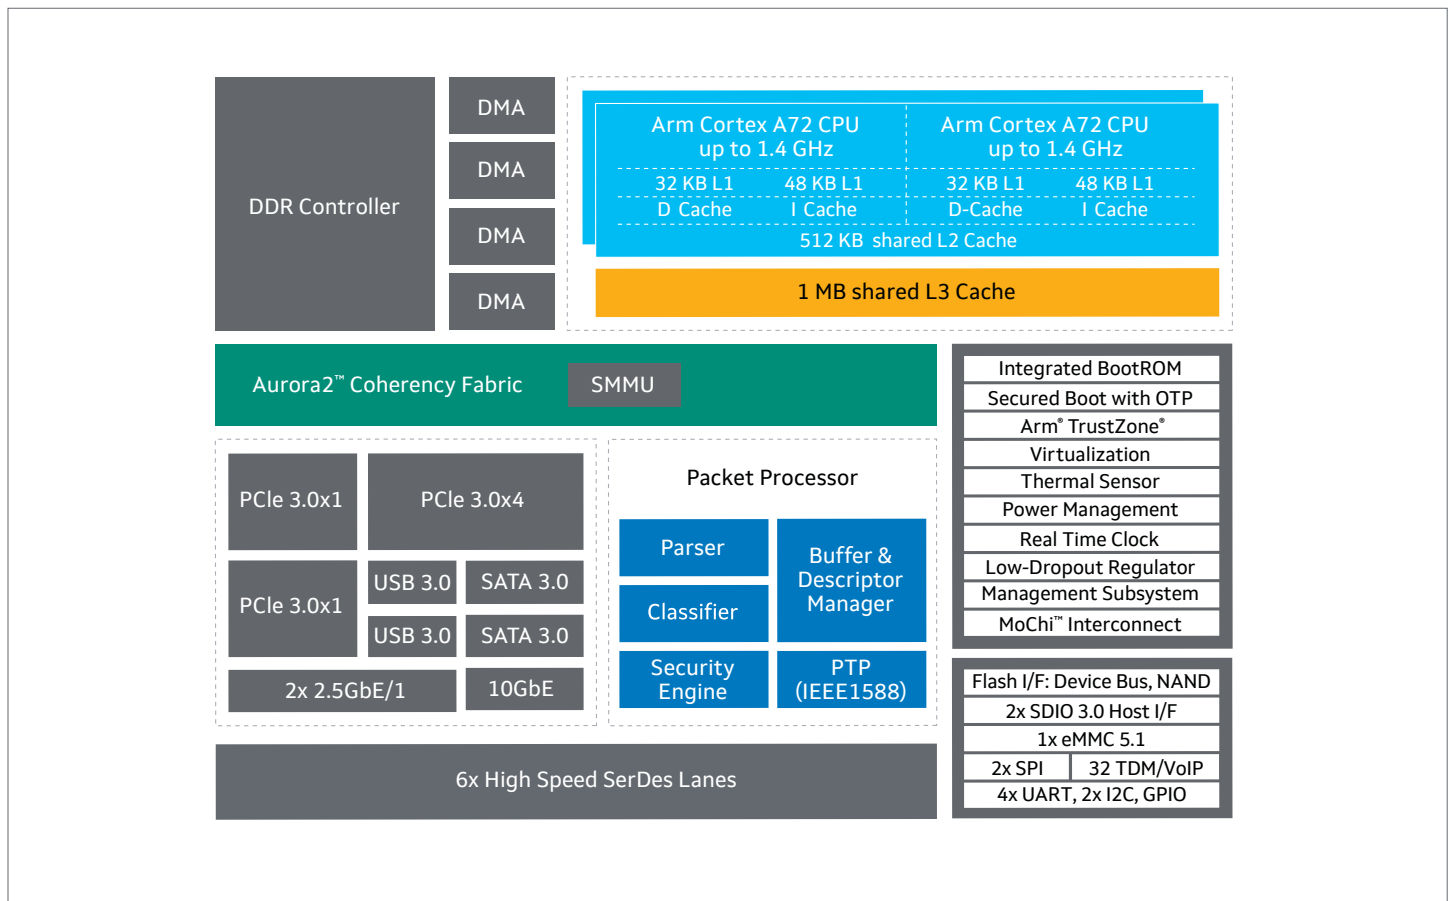 DDR Controller
DMA
DMA
DMA
DMA
Arm Cortex A72 CPU
up to 1.4 GHz
32 KB L1 48 KB L1
D Cache I Cache
Arm Cortex A72 CPU
up to 1.4 GHz
32 KB L1 48 KB L1
D-Cache I Cache
512 KB shared L2 Cache
1 MB shared L3 Cache
Aurora2™ Coherency Fabric
SMMU
PCIe 3.0x1
PCIe 3.0x4
PCIe 3.0x1
USB 3.0
SATA 3.0
USB 3.0
SATA 3.0
2x 2.5GbE/1
10GbE
Packet Processor
Parser
Classifier
Buffer &
Descriptor
Manager
Security
Engine
PTP
(IEEE1588)
6x High Speed SerDes Lanes
Integrated BootROM
Secured Boot with OTP
Arm® TrustZone®
Virtualization
Thermal Sensor
Power Management
Real Time Clock
Low-Dropout Regulator
Management Subsystem
MoChi™ Interconnect
Flash I/F: Device Bus, NAND
2x SDIO 3.0 Host I/F
1x eMMC 5.1
2x SPI
32 TDM/VoIP
4x UART, 2x I2C, GPIO